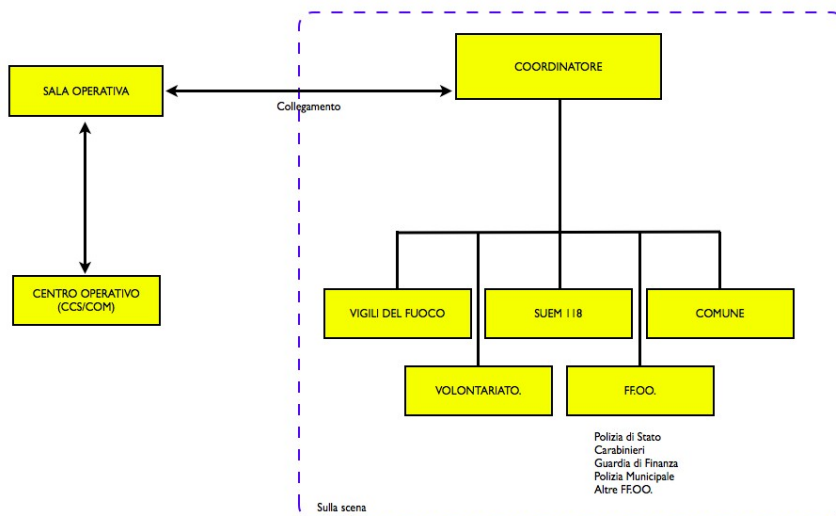 COORDINATORE
SALA OPERATIVA
Collegamento
CENTRO OPERATIVO
(CCS/COM)
VIGILI DEL FUOCO
SUEM 118
COMUNE
VOLONTARIATO.
FF.OO.
Polizia di Stato
Carabinieri
Guardia di Finanza
Polizia Municipale
Altre FF.OO.
Sulla scena